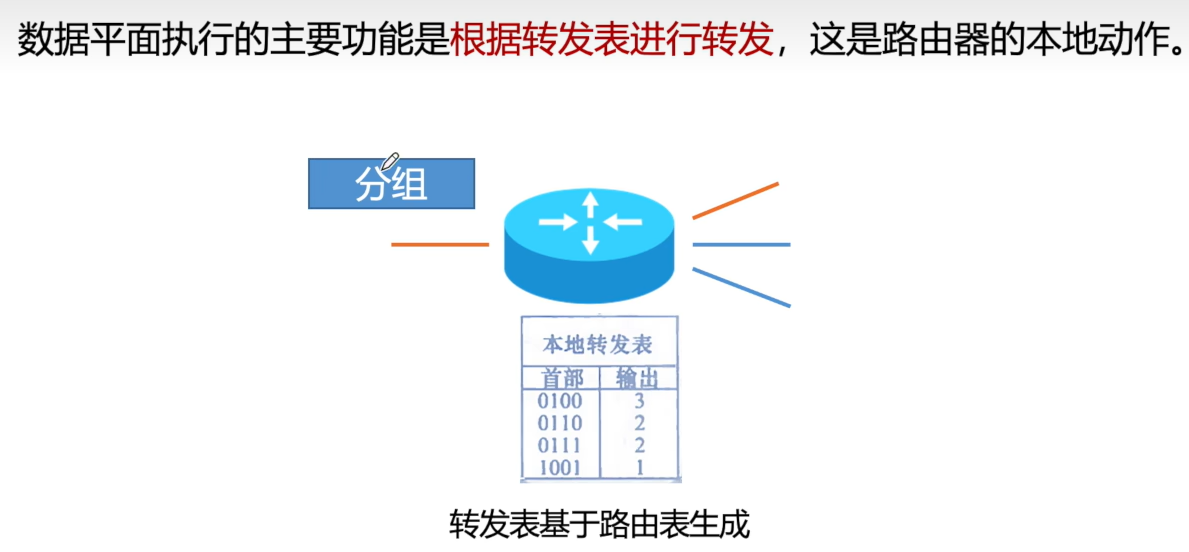 数据平面执行的主要功能是根据转发表进行转发，这是路由器的本地动作。
分组
本地转发表
首部 输出
0100 3
0110 2
0111 2
1001 1
转发表基于路由表生成